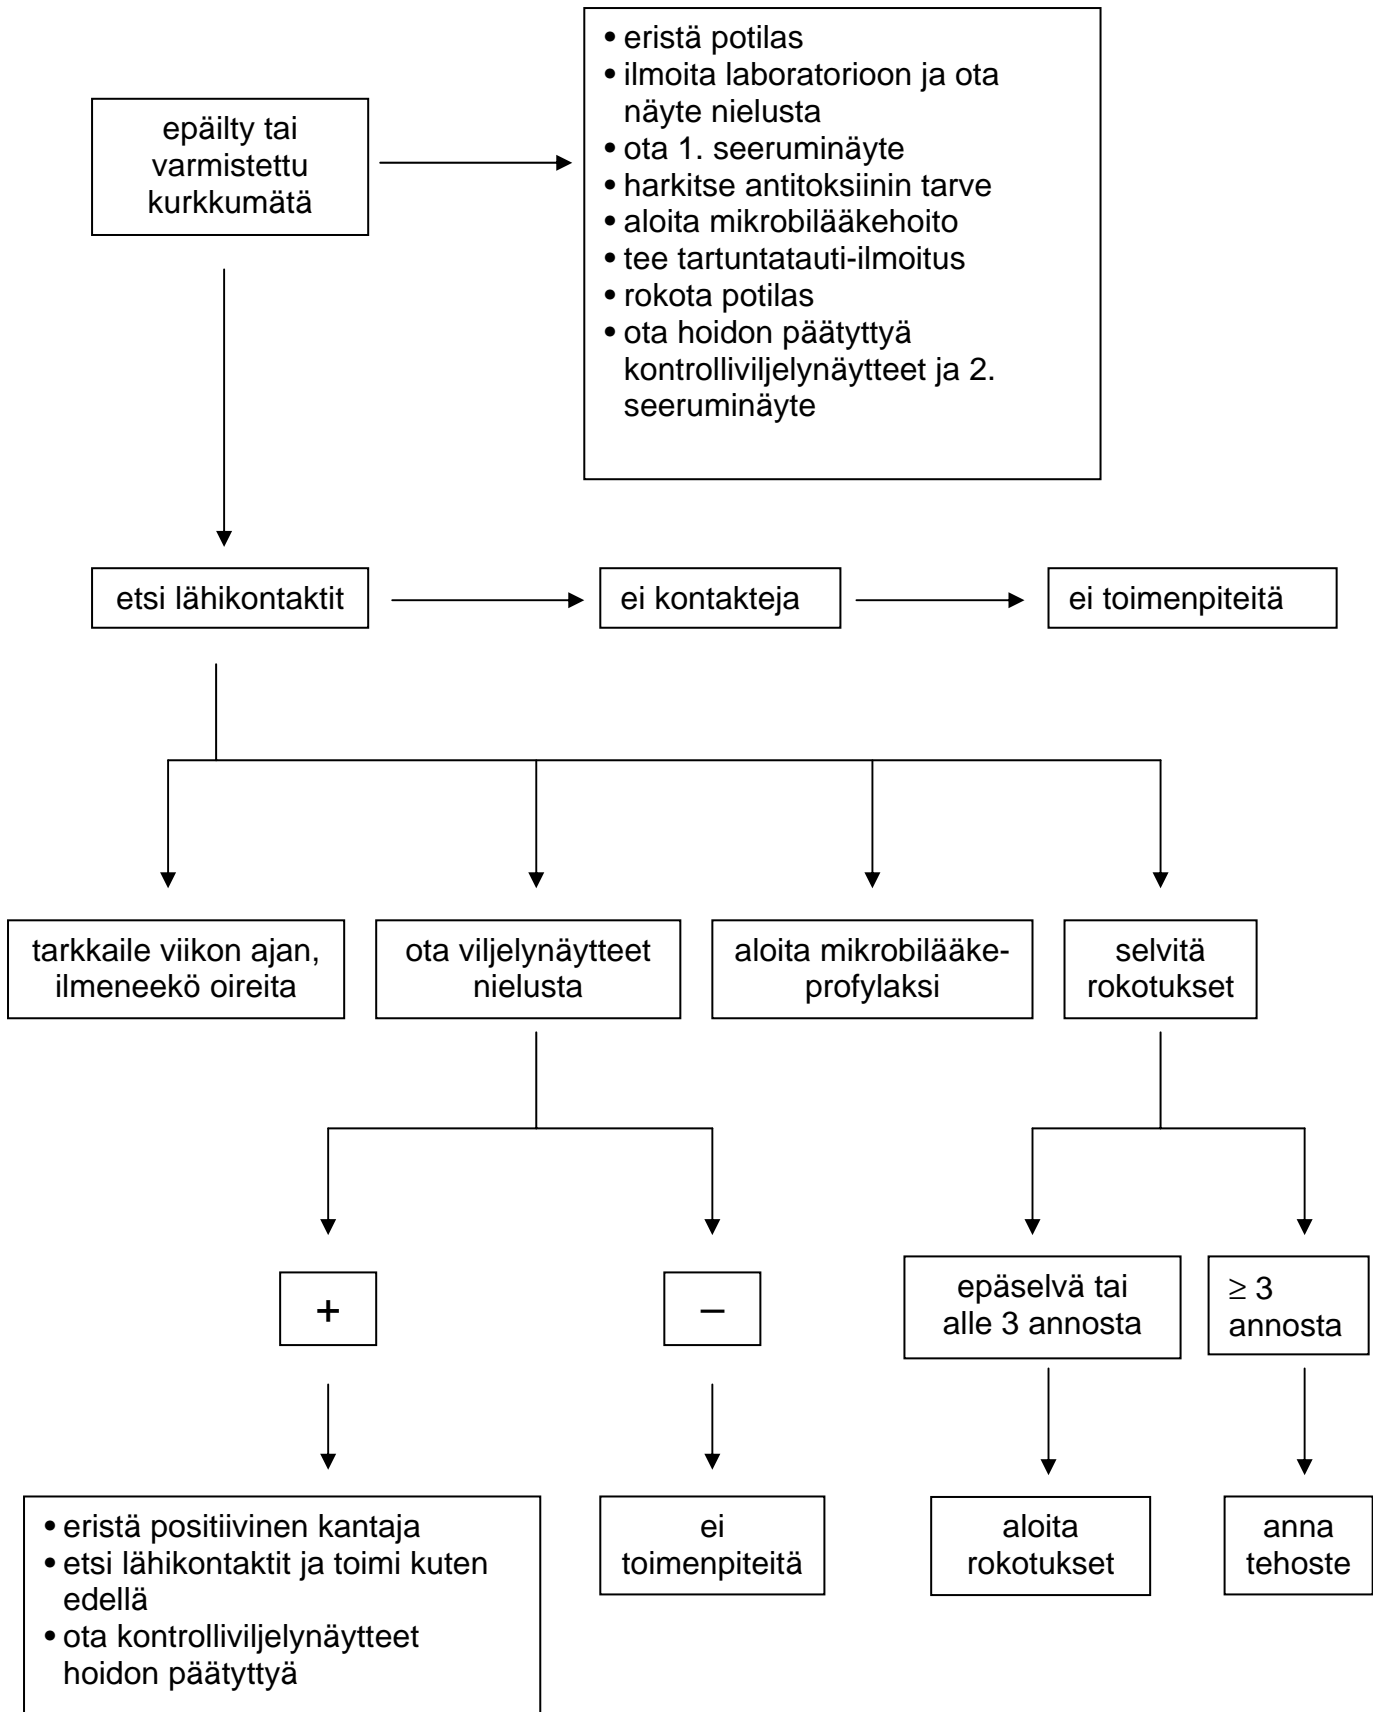 epäilty tai
varmistettu
kurkkumätä
• eristä potilas
• ilmoita laboratorioon ja ota
näyte nielusta
• ota 1. seeruminäyte
• harkitse antitoksiinin tarve
• aloita mikrobilääkehoito
• tee tartuntatauti-ilmoitus
• rokota potilas
• ota hoidon päätyttyä
kontrolliviljelynäytteet ja 2.
seeruminäyte
etsi lähikontaktit
ei kontakteja
ei toimenpiteitä
tarkkaile viikon ajan,
ilmeneekö oireita
ota viljelynäytteet
nielusta
aloita mikrobilääke-
profylaksi
selvitä
rokotukset
+
–
epäselvä tai
alle 3 annosta
≥ 3
annosta
• eristä positiivinen kantaja
• etsi lähikontaktit ja toimi kuten
edellä
• ota kontrolliviljelynäytteet
hoidon päätyttyä
ei
toimenpiteitä
aloita
rokotukset
anna
tehoste